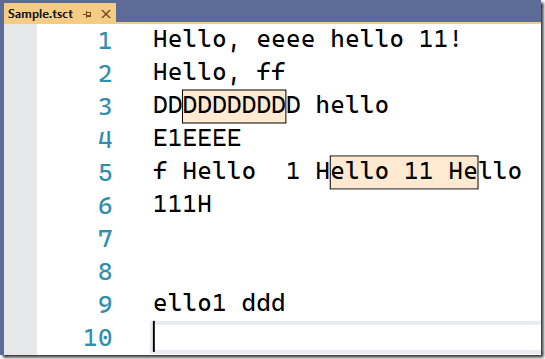 Sample.tsct
1 Hello, eeee hello 11!
2 Hello, ff
3 DDDDDDDDDD hello
4 E1EEEE
5 f Hello  1 Hello 11 Hello
6 111H
7
8
9 ello1 ddd
10